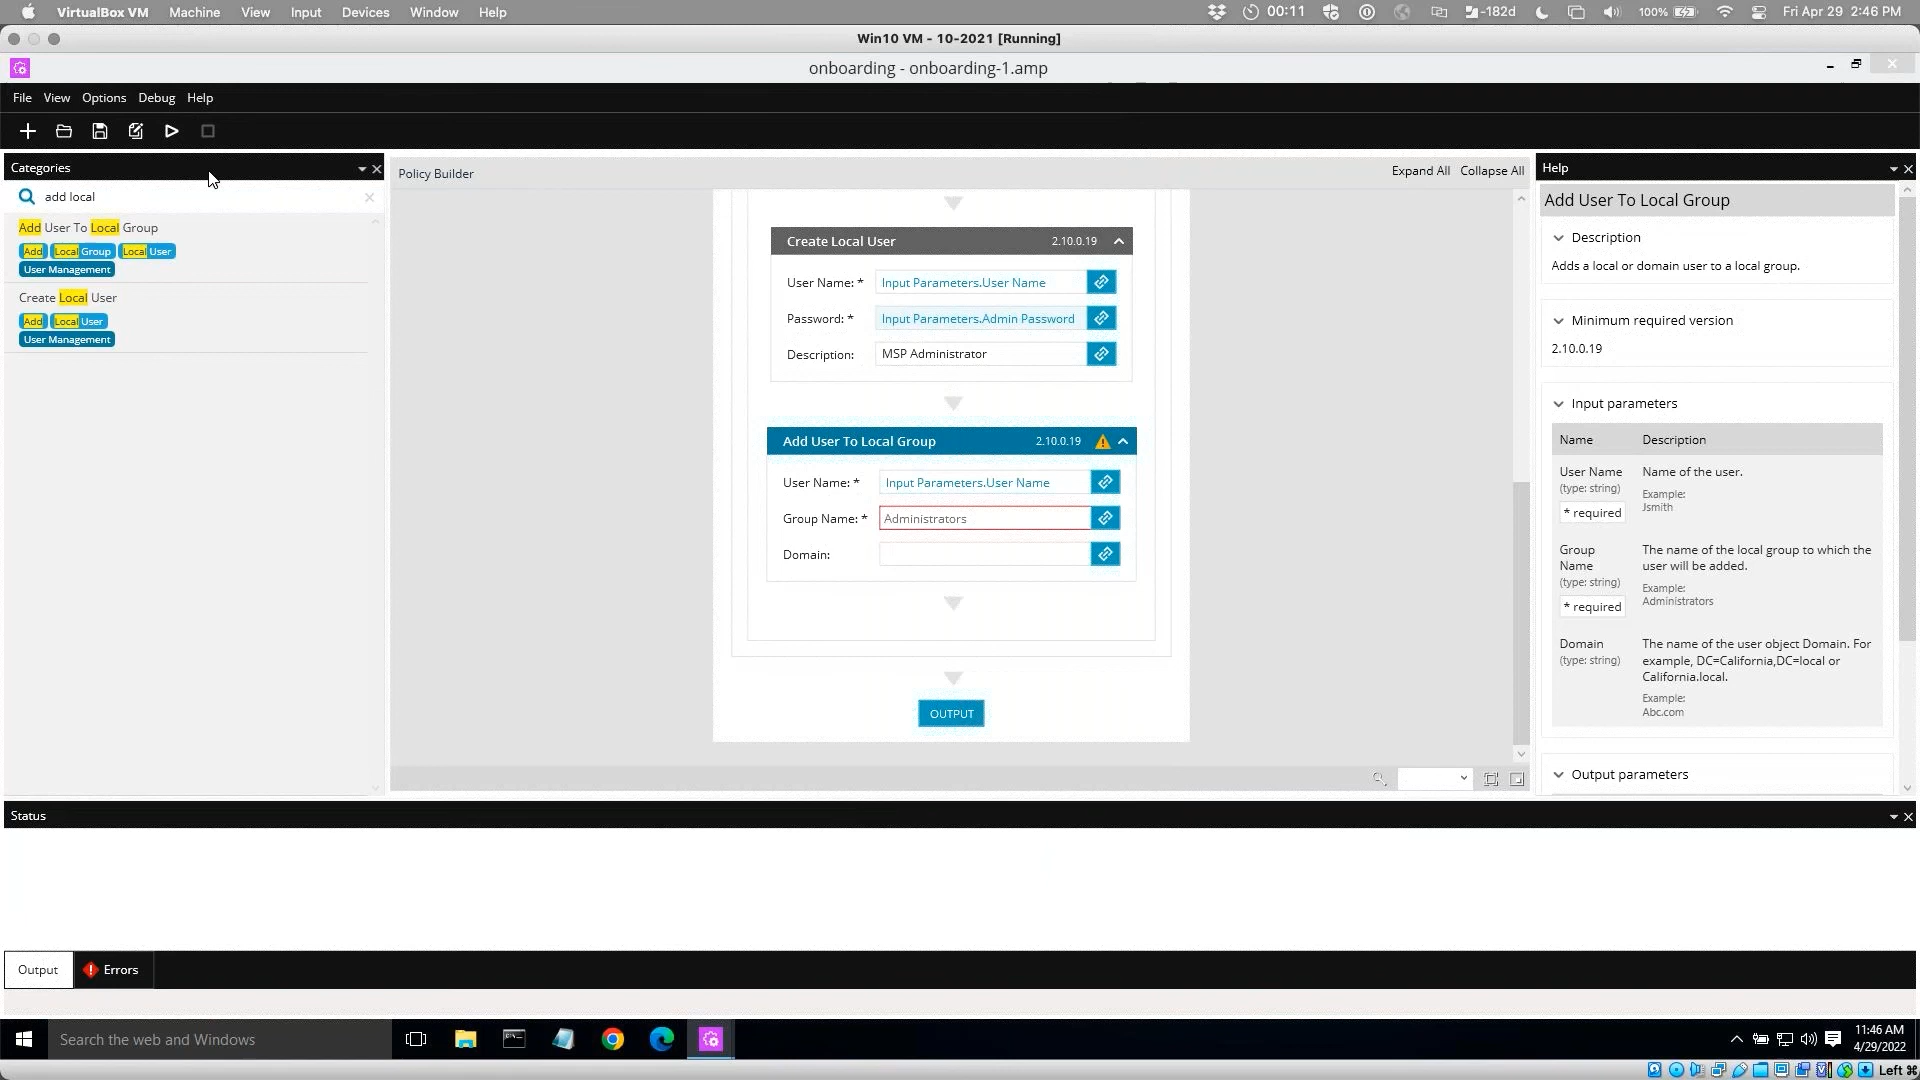 VirtualBox VM Machine View Input Devices Window Help 00:11 -182d 100% Fri Apr 29 2:46 PM
Win10 VM - 10-2021 [Running]
onboarding - onboarding-1.amp
File View Options Debug Help
Categories
add local
Add User To Local Group
Add Local Group Local User
User Management
Create Local User
Add Local User
User Management
Policy Builder
Expand All Collapse All
Create Local User 2.10.0.19
User Name: * Input Parameters.User Name
Password: * Input Parameters.Admin Password
Description: MSP Administrator
Add User To Local Group 2.10.0.19
User Name: * Input Parameters.User Name
Group Name: * Administrators
Domain:
OUTPUT
Help
Add User To Local Group
Description
Adds a local or domain user to a local group.
Minimum required version
2.10.0.19
Input parameters
Name Description
User Name
(type: string)
* required
Name of the user.
Example:
Jsmith
Group
Name
(type: string)
* required
The name of the local group to which the
user will be added.
Example:
Administrators
Domain
(type: string)
The name of the user object Domain. For
example, DC=California,DC=local or
California.local.
Example:
Abc.com
Output parameters
Status
Output Errors
Search the web and Windows
11:46 AM
4/29/2022
Left ⌘